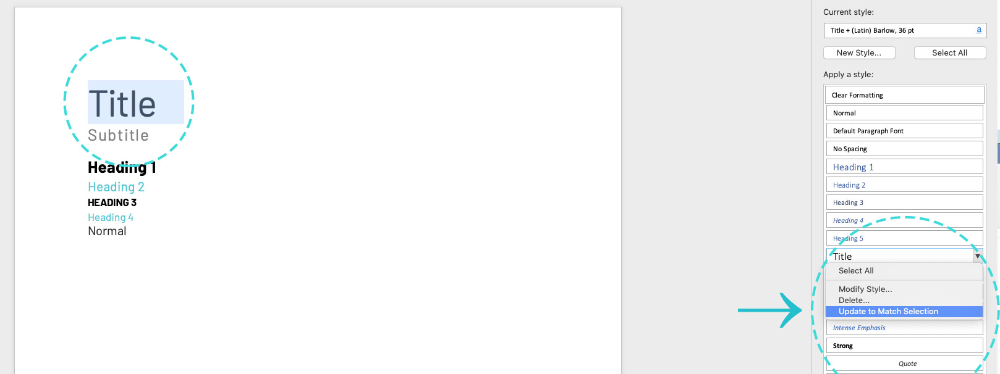 Title
Subtitle
Heading 1
Heading 2
HEADING 3
Heading 4
Normal
Current style:
Title + (Latin) Barlow, 36 pt a
New Style... Select All
Apply a style:
Clear Formatting
Normal
Default Paragraph Font
No Spacing
Heading 1
Heading 2
Heading 3
Heading 4
Heading 5
Title
Select All
Modify Style...
Delete...
Update to Match Selection
Intense Emphasis
Strong
Quote